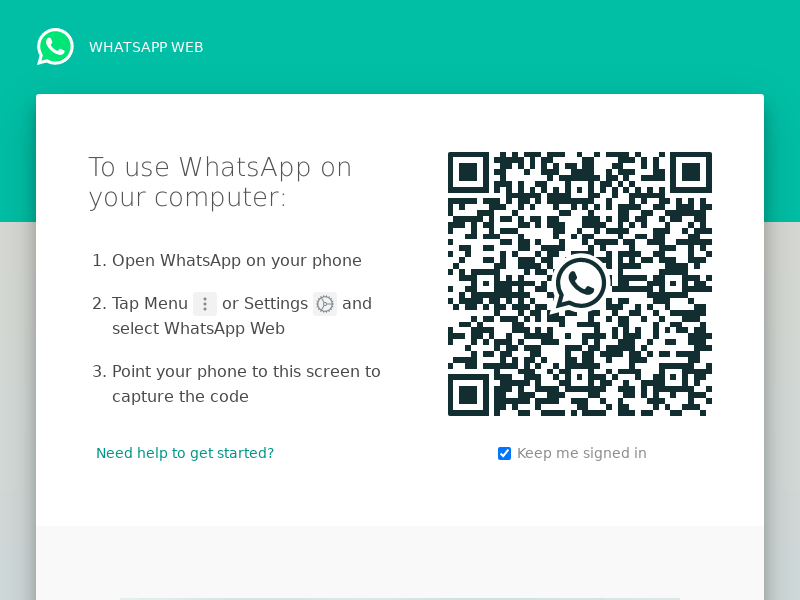 WHATSAPP WEB
To use WhatsApp on
your computer:
1. Open WhatsApp on your phone
2. Tap Menu or Settings and
select WhatsApp Web
3. Point your phone to this screen to
capture the code
Need help to get started?
Keep me signed in